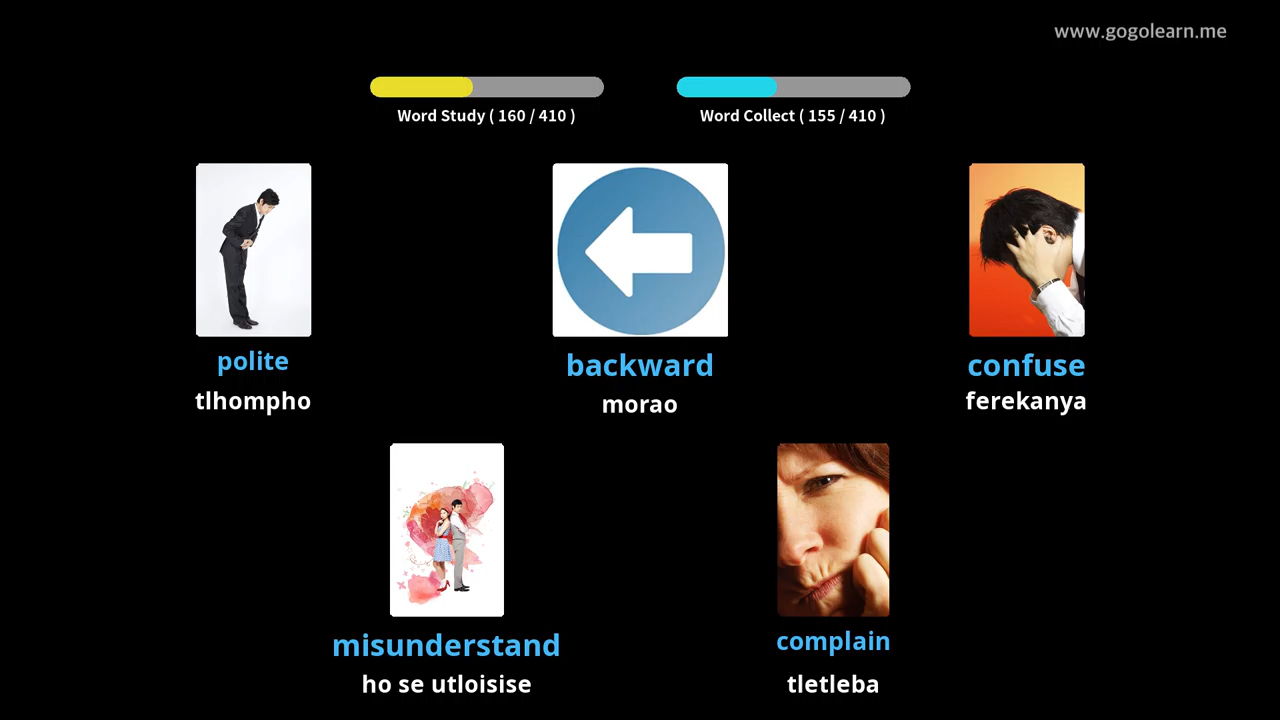 www.gogolearn.me
Word Study ( 160 / 410 )
Word Collect ( 155 / 410 )
polite
tlhompho
backward
morao
confuse
ferekanya
misunderstand
ho se utloisise
complain
tletleba